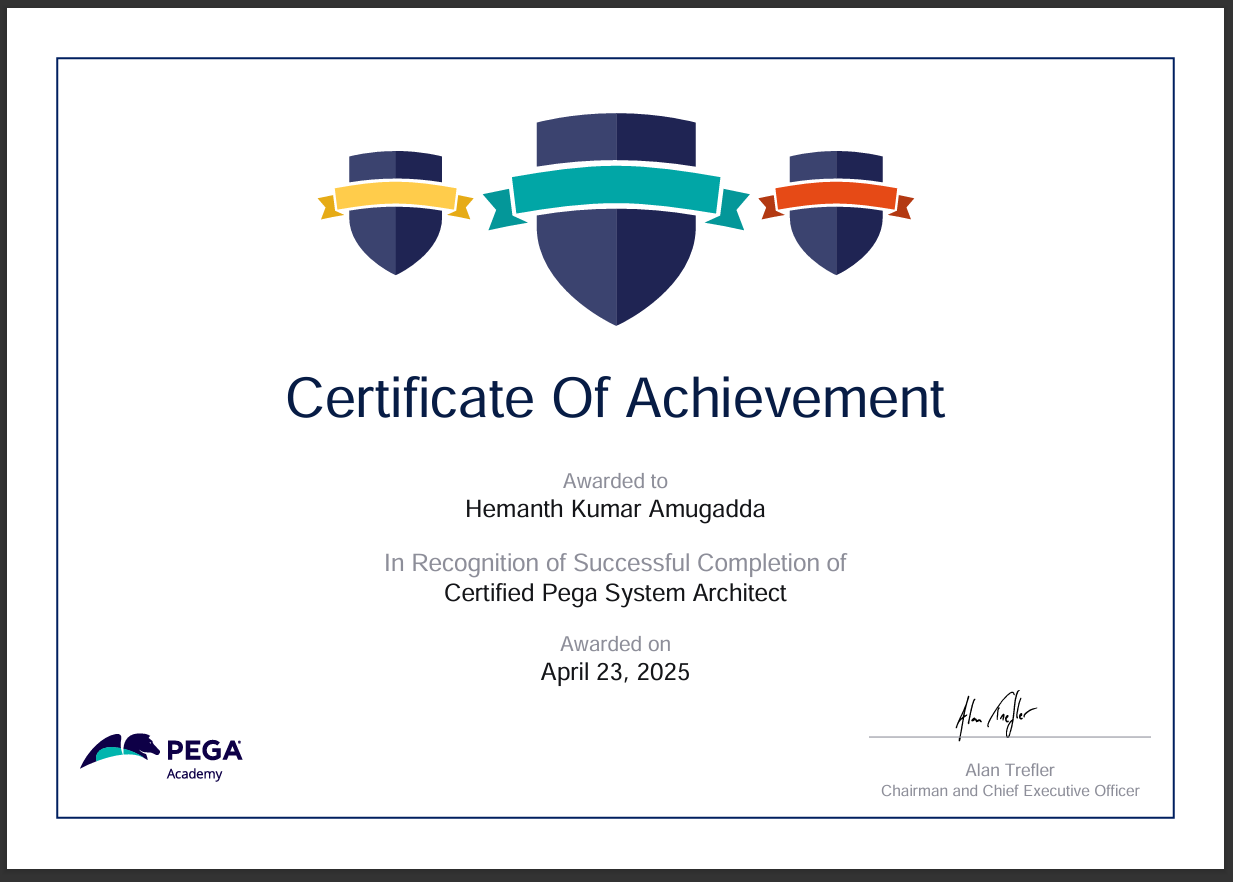 Certificate Of Achievement
Awarded to
Hemanth Kumar Amugadda
In Recognition of Successful Completion of
Certified Pega System Architect
Awarded on
April 23, 2025
Alan Trefler
PEGA
Academy
Alan Trefler
Chairman and Chief Executive Officer